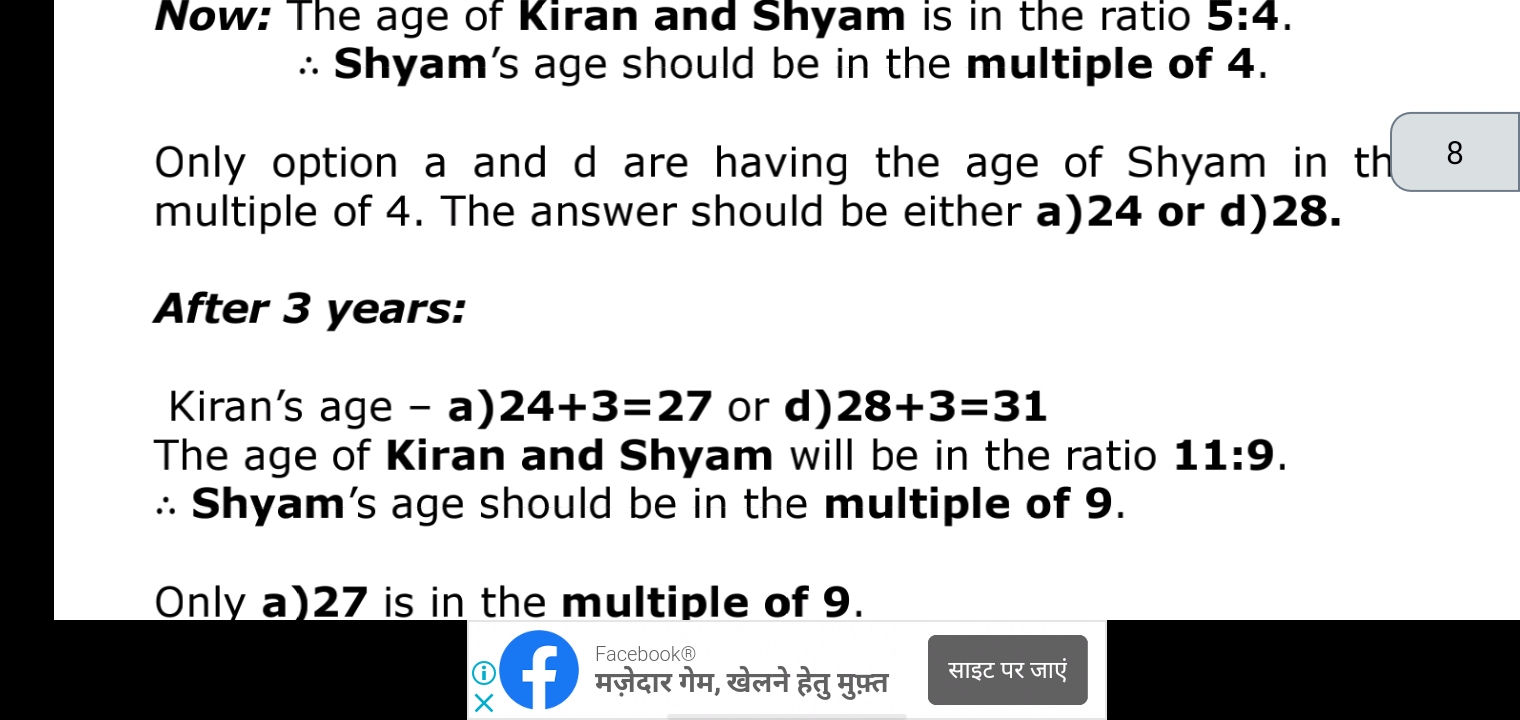 Now: The age of Kiran and Shyam is in the ratio 5:4.
∴ Shyam’s age should be in the multiple of 4.
Only option a and d are having the age of Shyam in th
8
multiple of 4. The answer should be either a)24 or d)28.
After 3 years:
Kiran’s age – a)24+3=27 or d)28+3=31
The age of Kiran and Shyam will be in the ratio 11:9.
∴ Shyam’s age should be in the multiple of 9.
Only a)27 is in the multiple of 9.
Facebook®
मज़ेदार गेम, खेलने हेतु मुफ़्त
साइट पर जाएं